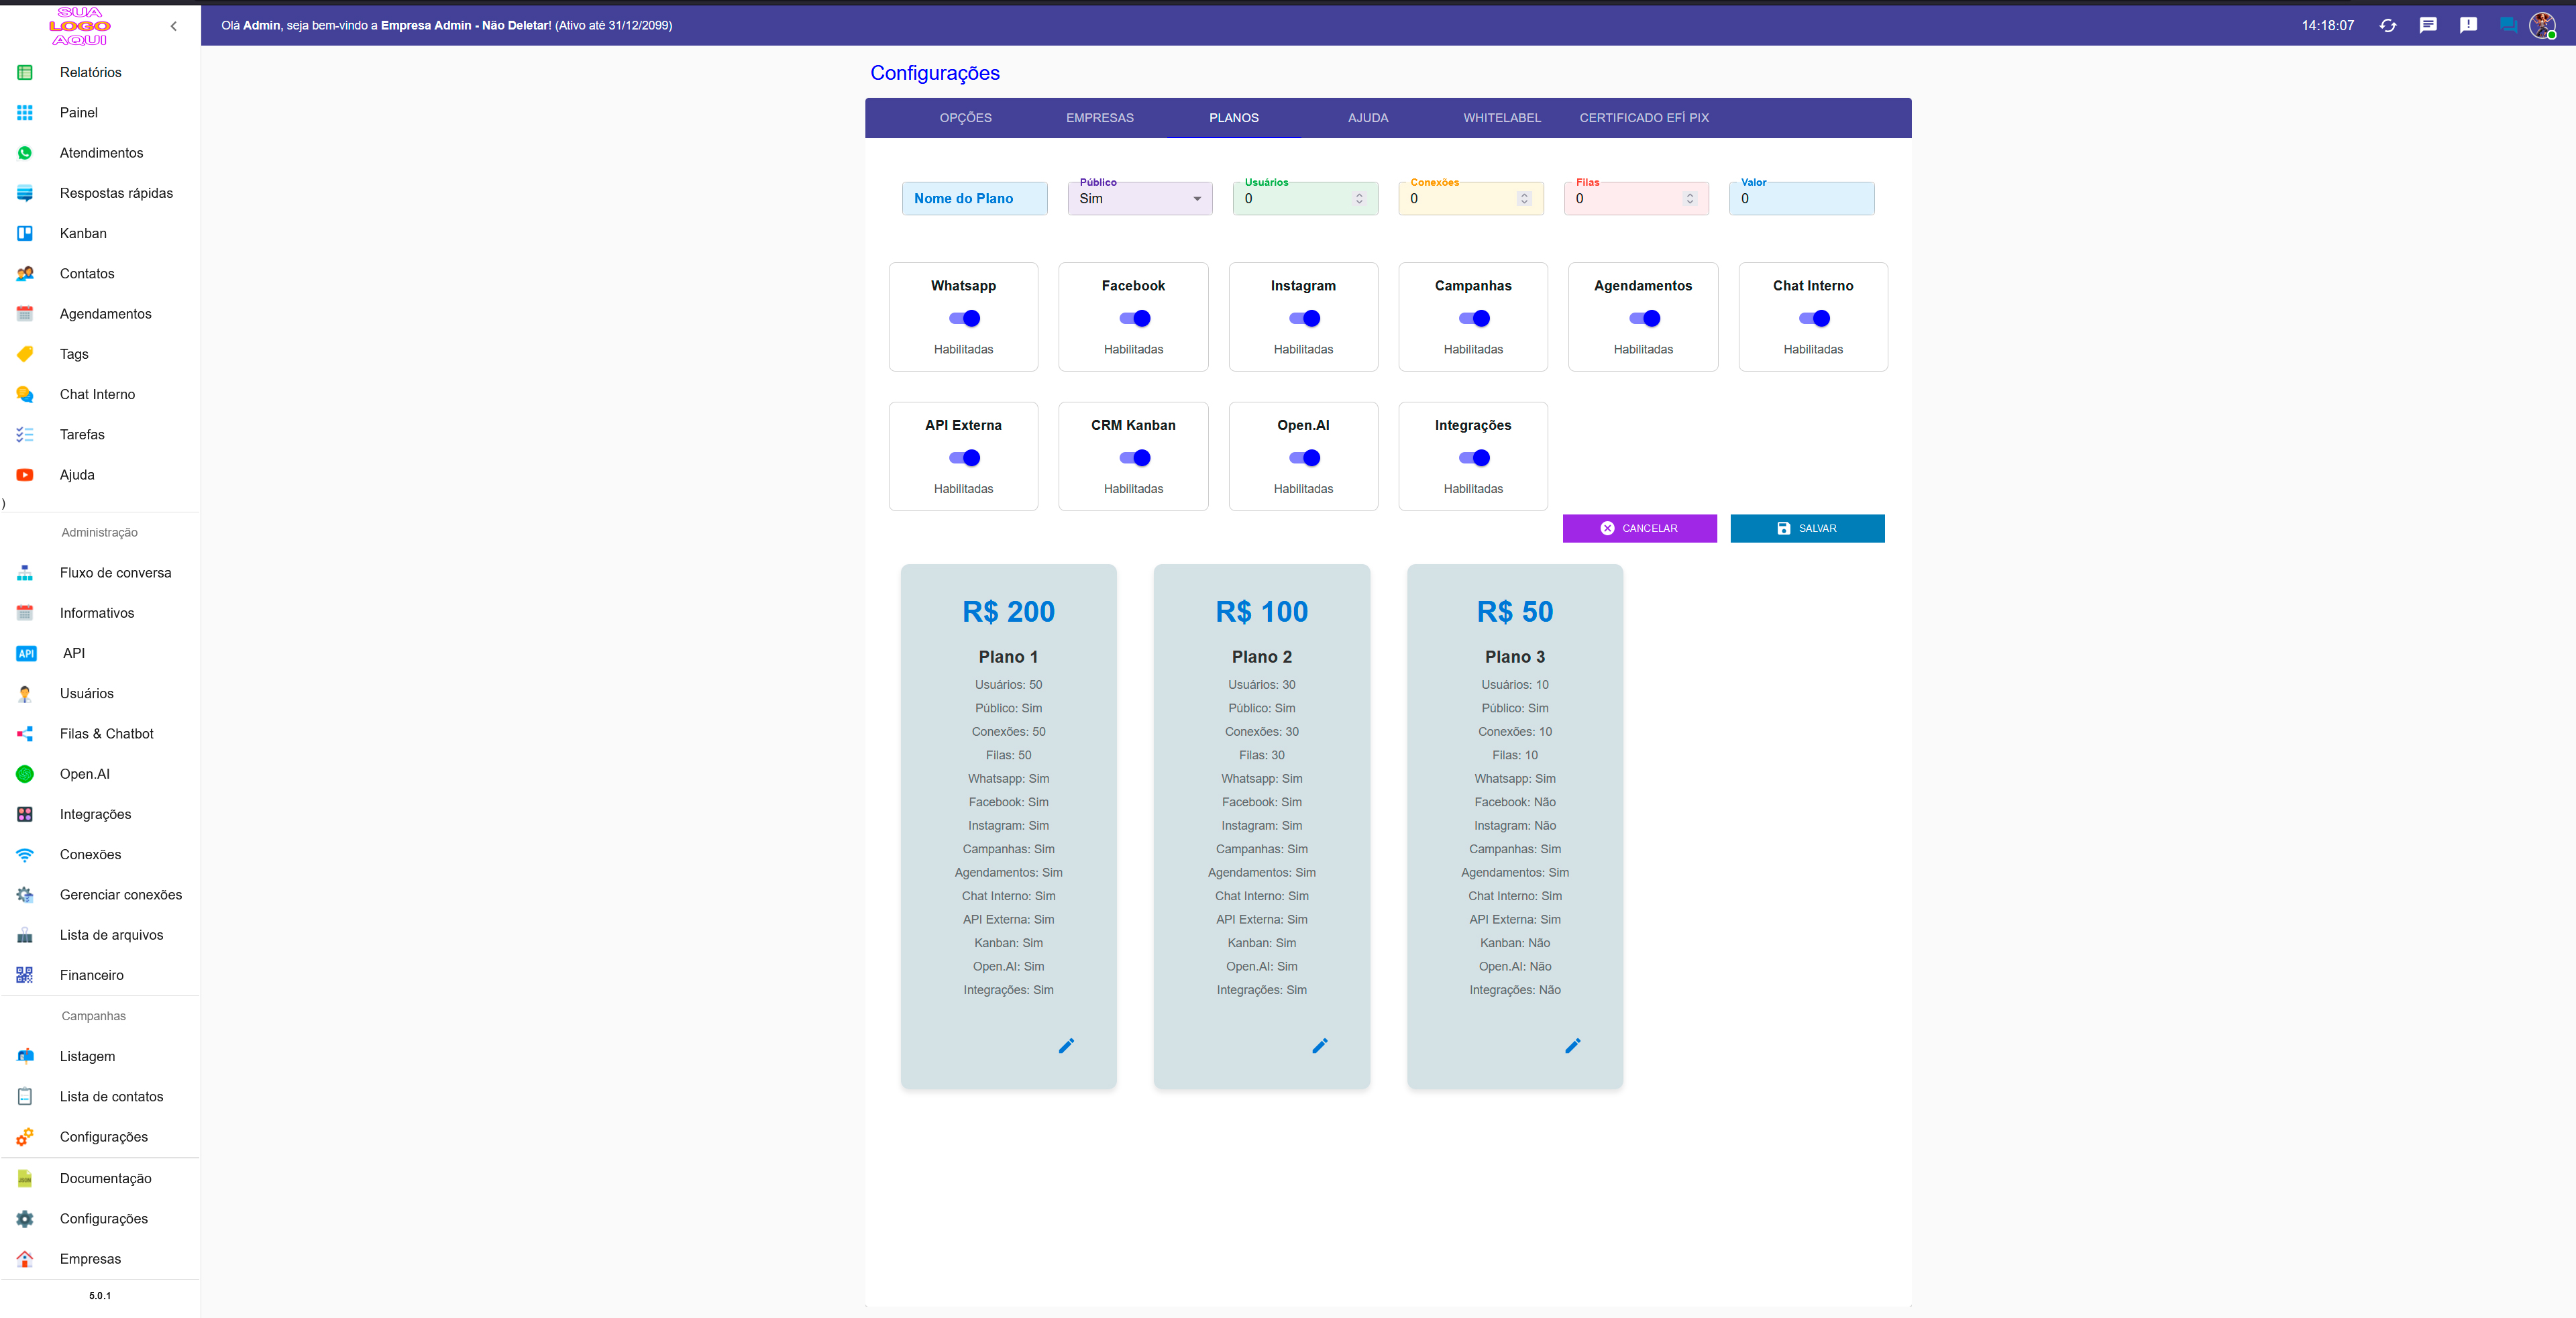 SUA
LOGO
AQUI
Olá Admin, seja bem-vindo a Empresa Admin - Não Deletar! (Ativo até 31/12/2099)
14:18:07
Relatórios
Painel
Atendimentos
Respostas rápidas
Kanban
Contatos
Agendamentos
Tags
Chat Interno
Tarefas
Ajuda
)
Administração
Fluxo de conversa
Informativos
API API
Usuários
Filas & Chatbot
Open.AI
Integrações
Conexões
Gerenciar conexões
Lista de arquivos
Financeiro
Campanhas
Listagem
Lista de contatos
Configurações
Documentação
Configurações
Empresas
5.0.1
Configurações
OPÇÕES EMPRESAS PLANOS AJUDA WHITELABEL CERTIFICADO EFÍ PIX
Nome do Plano
Público
Sim
Usuários
0
Conexões
0
Filas
0
Valor
0
Whatsapp
Habilitadas
Facebook
Habilitadas
Instagram
Habilitadas
Campanhas
Habilitadas
Agendamentos
Habilitadas
Chat Interno
Habilitadas
API Externa
Habilitadas
CRM Kanban
Habilitadas
Open.AI
Habilitadas
Integrações
Habilitadas
CANCELAR
SALVAR
R$ 200
Plano 1
Usuários: 50
Público: Sim
Conexões: 50
Filas: 50
Whatsapp: Sim
Facebook: Sim
Instagram: Sim
Campanhas: Sim
Agendamentos: Sim
Chat Interno: Sim
API Externa: Sim
Kanban: Sim
Open.AI: Sim
Integrações: Sim
R$ 100
Plano 2
Usuários: 30
Público: Sim
Conexões: 30
Filas: 30
Whatsapp: Sim
Facebook: Sim
Instagram: Sim
Campanhas: Sim
Agendamentos: Sim
Chat Interno: Sim
API Externa: Sim
Kanban: Sim
Open.AI: Sim
Integrações: Sim
R$ 50
Plano 3
Usuários: 10
Público: Sim
Conexões: 10
Filas: 10
Whatsapp: Sim
Facebook: Não
Instagram: Não
Campanhas: Sim
Agendamentos: Sim
Chat Interno: Sim
API Externa: Sim
Kanban: Não
Open.AI: Não
Integrações: Não